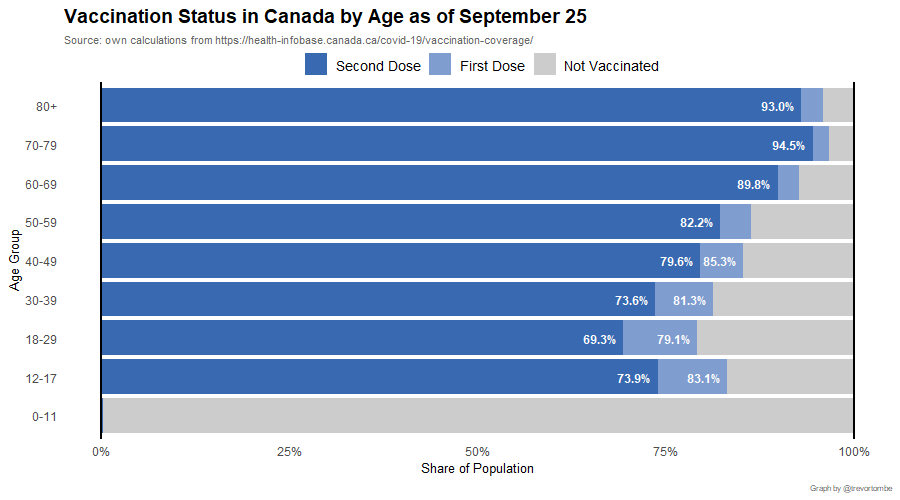 Vaccination Status in Canada by Age as of September 25
Source: own calculations from https://health-infobase.canada.ca/covid-19/vaccination-coverage/
Second Dose First Dose Not Vaccinated
80+ 93.0%
70-79 94.5%
60-69 89.8%
50-59 82.2%
40-49 79.6% 85.3%
30-39 73.6% 81.3%
18-29 69.3% 79.1%
12-17 73.9% 83.1%
0-11
Age Group
0% 25% 50% 75% 100%
Share of Population
Graph by @trevortombe